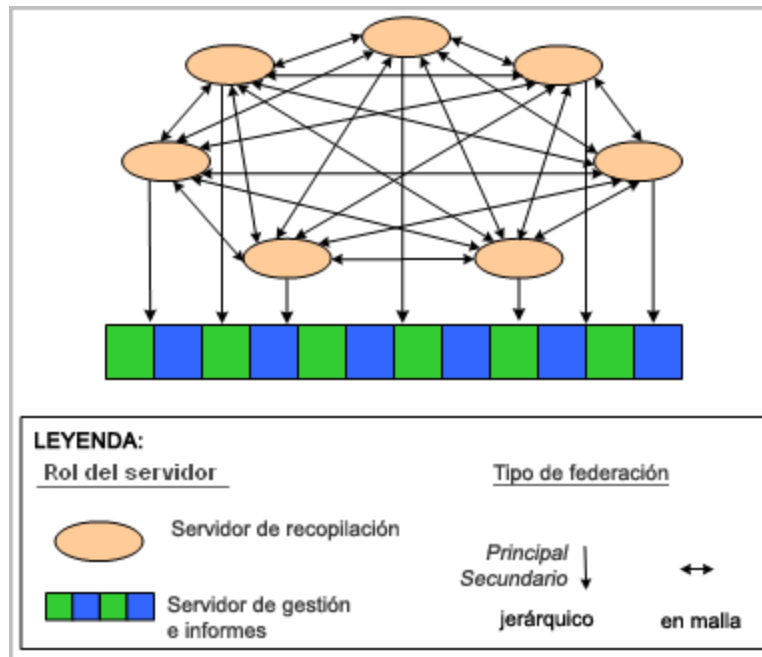 LEYENDA:
Rol del servidor
Tipo de federación
Servidor de recopilación
Servidor de gestión
e informes
Principal
Secundario
jerárquico
en malla